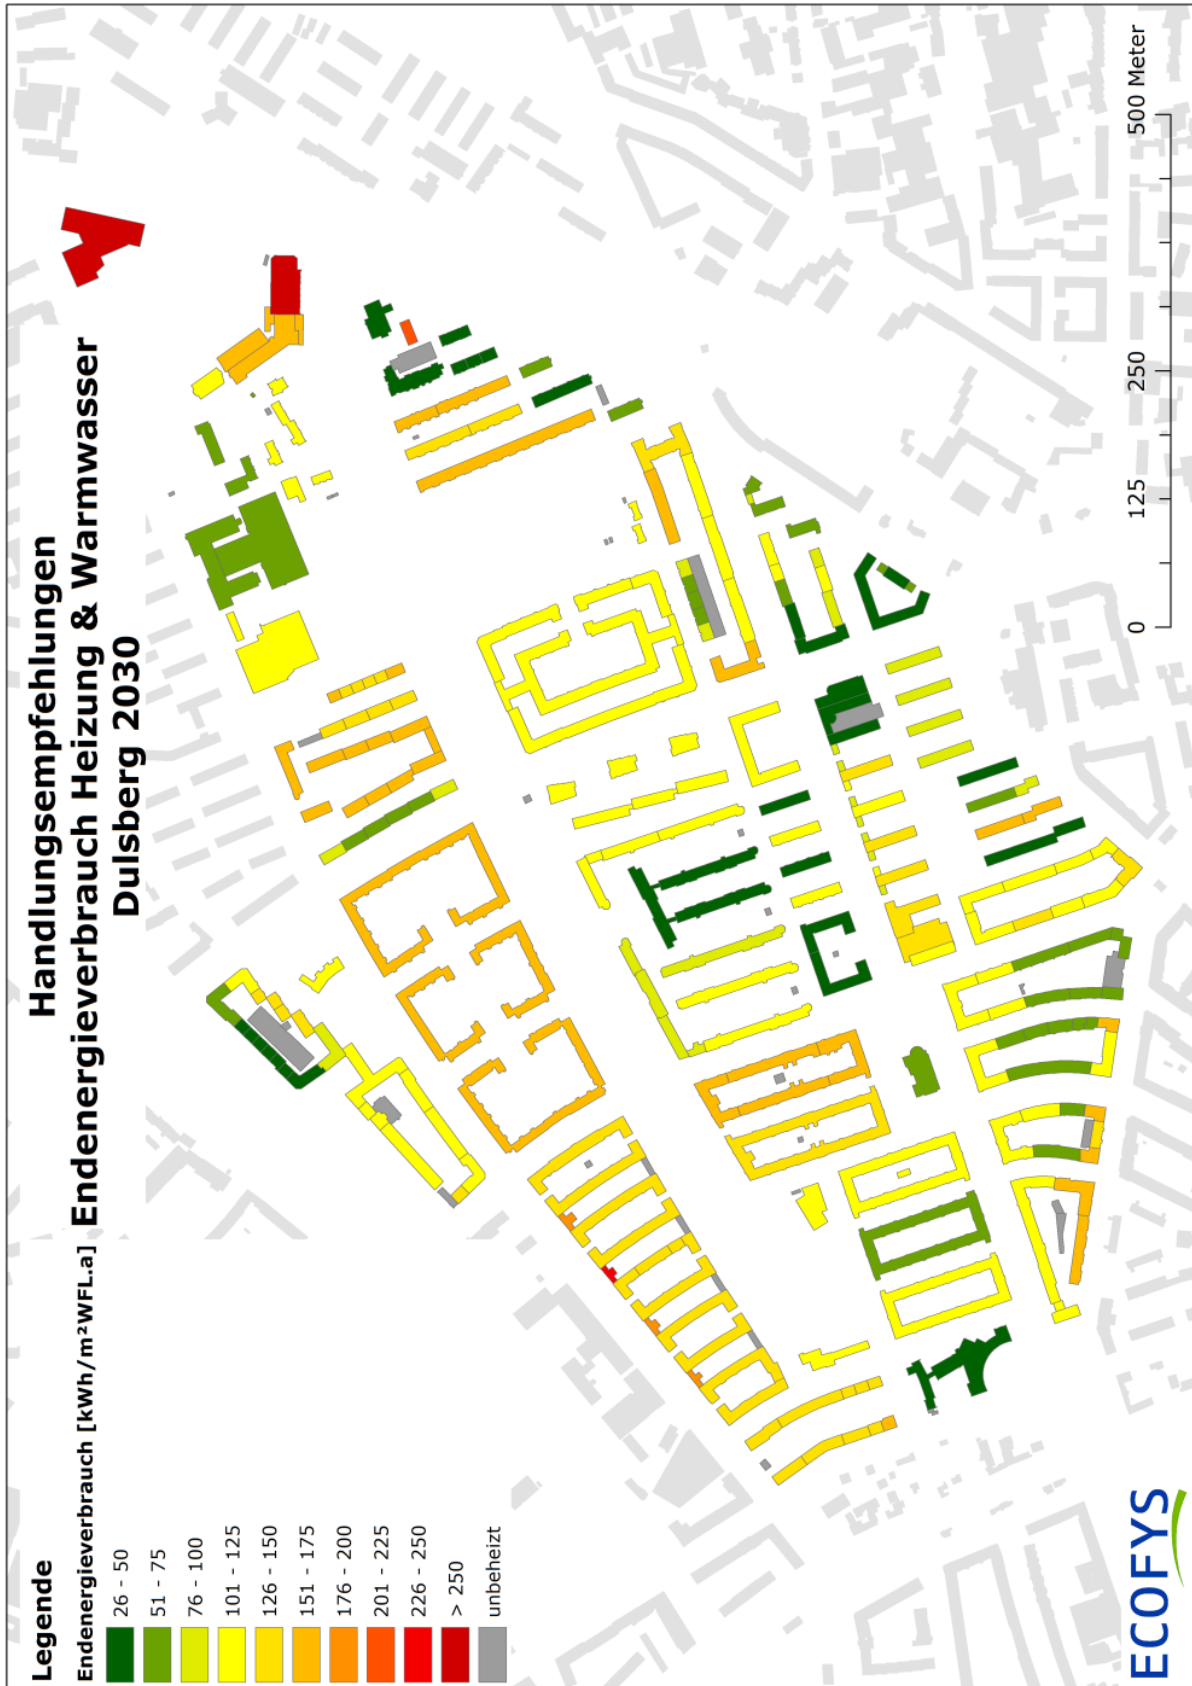 Handlungsempfehlungen
Endenergieverbrauch Heizung & Warmwasser
Dulsberg 2030
Legende
Endenergieverbrauch [kWh/m²WFL.a]
26 - 50
51 - 75
76 - 100
101 - 125
126 - 150
151 - 175
176 - 200
201 - 225
226 - 250
> 250
unbeheizt
ECOFYS
0 125 250 500 Meter